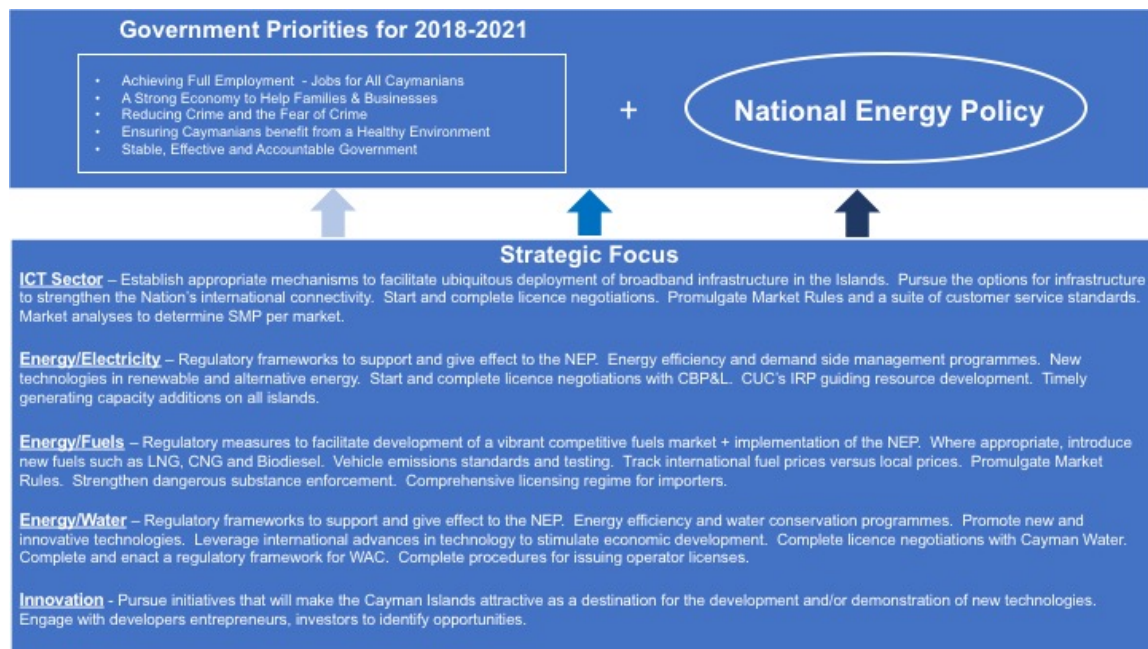 Government Priorities for 2018-2021
• Achieving Full Employment - Jobs for All Caymanians
• A Strong Economy to Help Families & Businesses
• Reducing Crime and the Fear of Crime
• Ensuring Caymanians benefit from a Healthy Environment
• Stable, Effective and Accountable Government
+
National Energy Policy
Strategic Focus
ICT Sector – Establish appropriate mechanisms to facilitate ubiquitous deployment of broadband infrastructure in the Islands. Pursue the options for infrastructure
to strengthen the Nation's international connectivity. Start and complete licence negotiations. Promulgate Market Rules and a suite of customer service standards.
Market analyses to determine SMP per market.
Energy/Electricity – Regulatory frameworks to support and give effect to the NEP. Energy efficiency and demand side management programmes. New
technologies in renewable and alternative energy. Start and complete licence negotiations with CBP&L. CUC's IRP guiding resource development. Timely
generating capacity additions on all islands.
Energy/Fuels – Regulatory measures to facilitate development of a vibrant competitive fuels market + implementation of the NEP. Where appropriate, introduce
new fuels such as LNG, CNG and Biodiesel. Vehicle emissions standards and testing. Track international fuel prices versus local prices. Promulgate Market
Rules. Strengthen dangerous substance enforcement. Comprehensive licensing regime for importers.
Energy/Water – Regulatory frameworks to support and give effect to the NEP. Energy efficiency and water conservation programmes. Promote new and
innovative technologies. Leverage international advances in technology to stimulate economic development. Complete licence negotiations with Cayman Water.
Complete and enact a regulatory framework for WAC. Complete procedures for issuing operator licenses.
Innovation - Pursue initiatives that will make the Cayman Islands attractive as a destination for the development and/or demonstration of new technologies.
Engage with developers entrepreneurs, investors to identify opportunities.